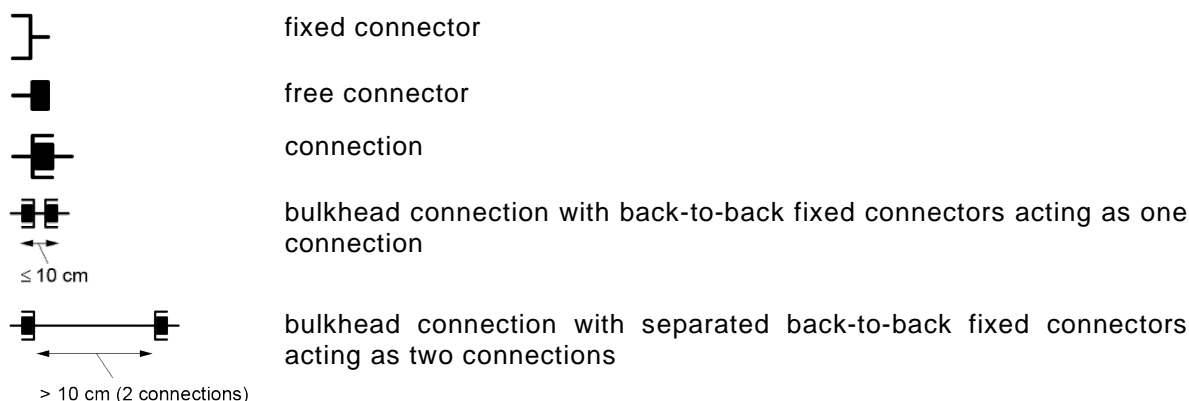 fixed connector
free connector
connection
bulkhead connection with back-to-back fixed connectors acting as one
connection
≤ 10 cm
bulkhead connection with separated back-to-back fixed connectors
acting as two connections
> 10 cm (2 connections)